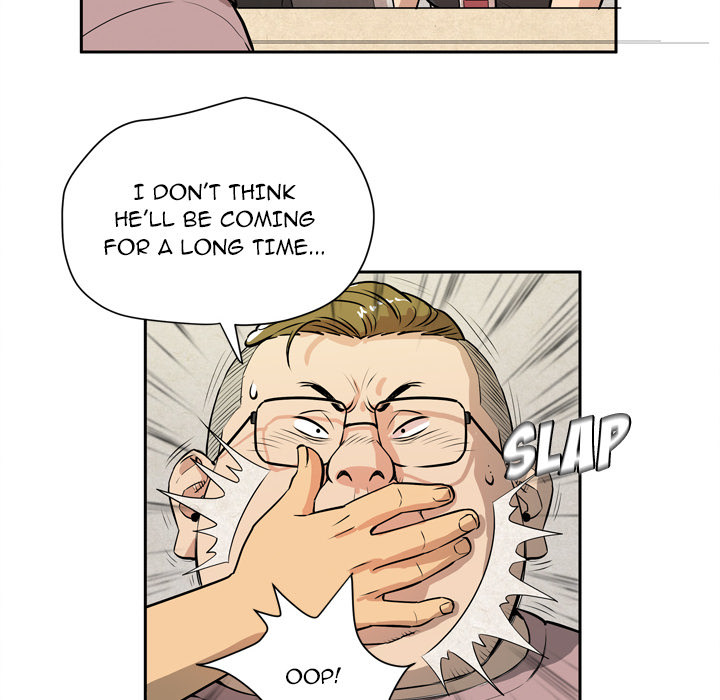 I DON'T THINK
HE'LL BE COMING
FOR A LONG TIME...
SLAP
OOP!